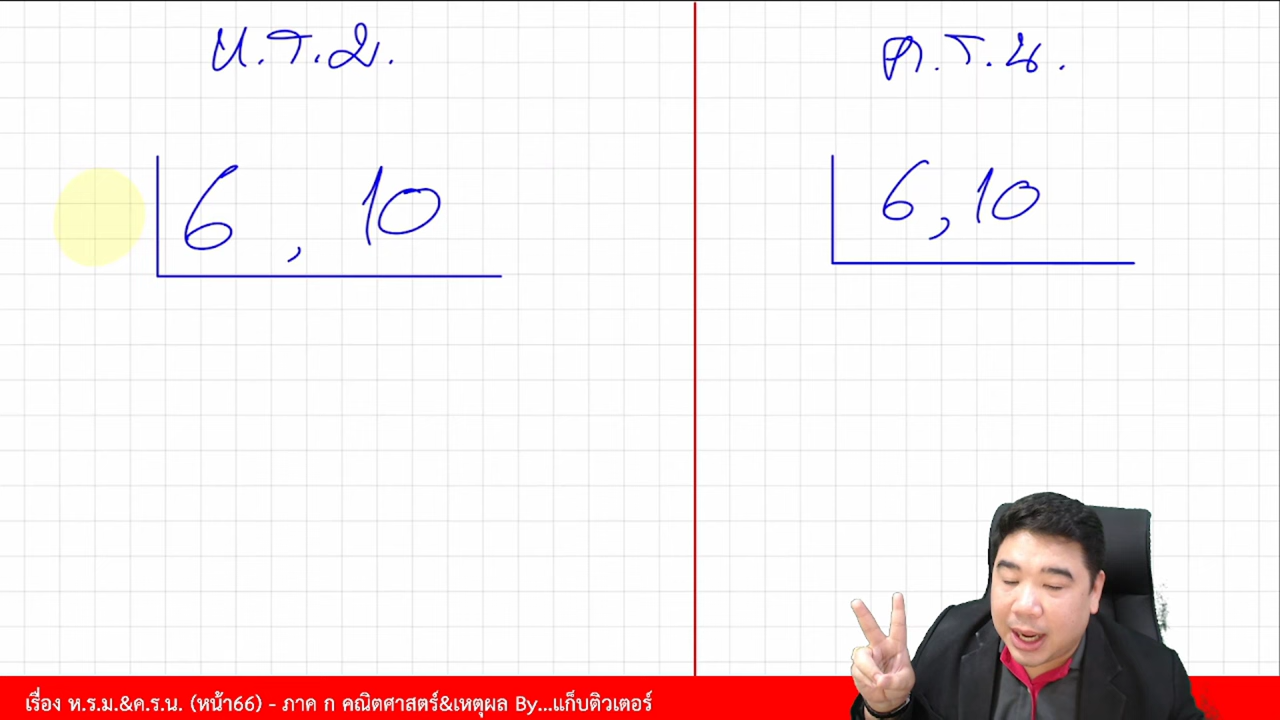 ห.ร.ม.
6 , 10
ค.ร.น.
6 , 10
เรื่อง ห.ร.ม.&ค.ร.น. (หน้า66) - ภาค ก คณิตศาสตร์&เหตุผล By...แก็บติวเตอร์